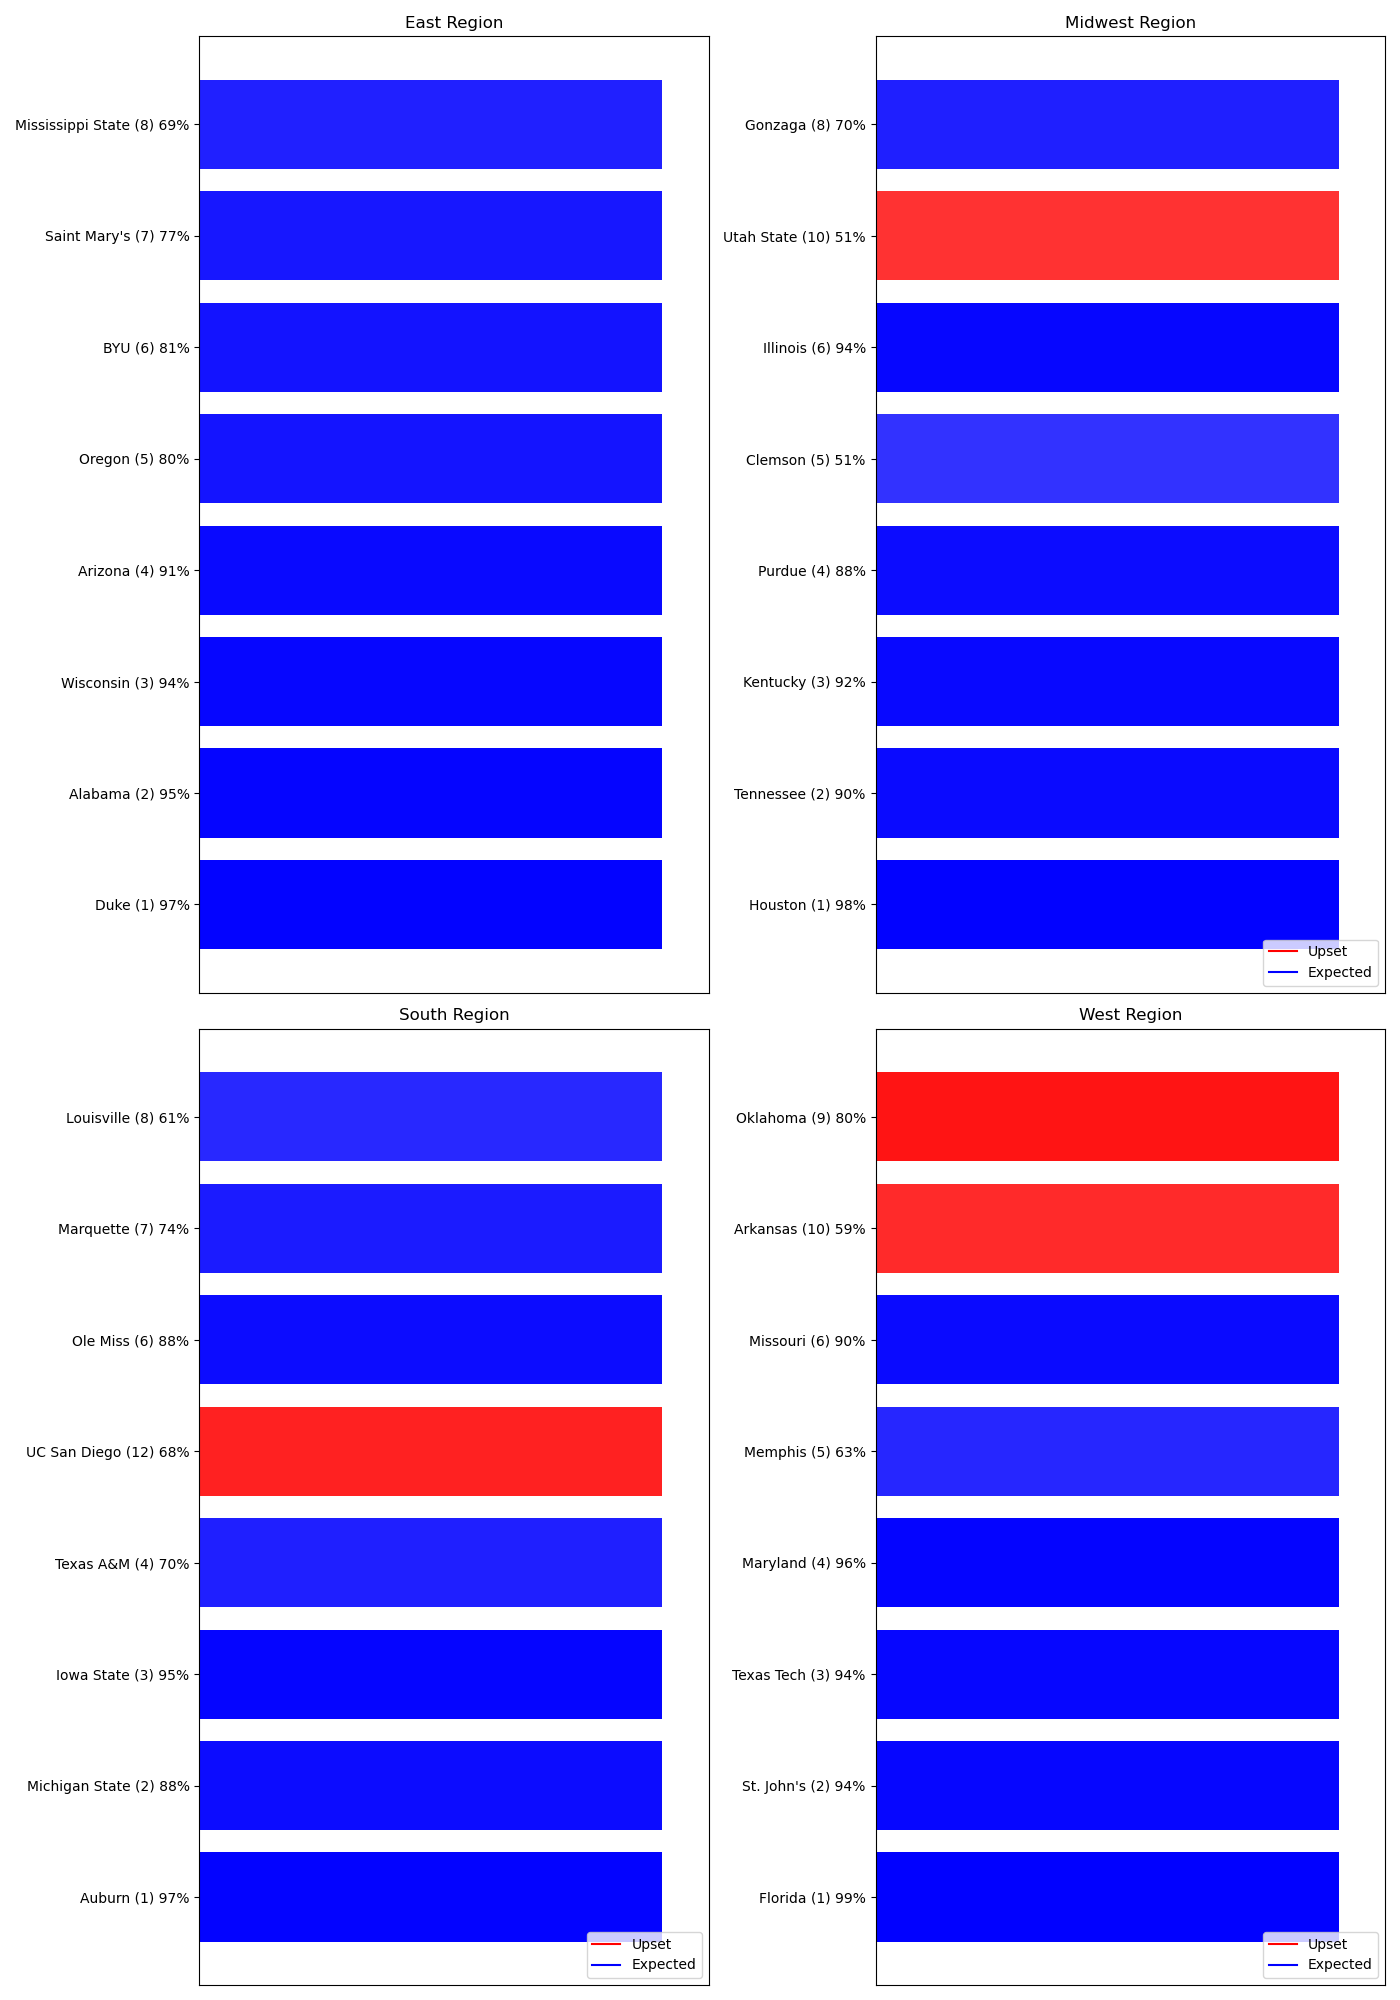 East Region
Mississippi State (8) 69%
Saint Mary's (7) 77%
BYU (6) 81%
Oregon (5) 80%
Arizona (4) 91%
Wisconsin (3) 94%
Alabama (2) 95%
Duke (1) 97%
Midwest Region
Gonzaga (8) 70%
Utah State (10) 51%
Illinois (6) 94%
Clemson (5) 51%
Purdue (4) 88%
Kentucky (3) 92%
Tennessee (2) 90%
Houston (1) 98%
Upset
Expected
South Region
Louisville (8) 61%
Marquette (7) 74%
Ole Miss (6) 88%
UC San Diego (12) 68%
Texas A&M (4) 70%
Iowa State (3) 95%
Michigan State (2) 88%
Auburn (1) 97%
Upset
Expected
West Region
Oklahoma (9) 80%
Arkansas (10) 59%
Missouri (6) 90%
Memphis (5) 63%
Maryland (4) 96%
Texas Tech (3) 94%
St. John's (2) 94%
Florida (1) 99%
Upset
Expected